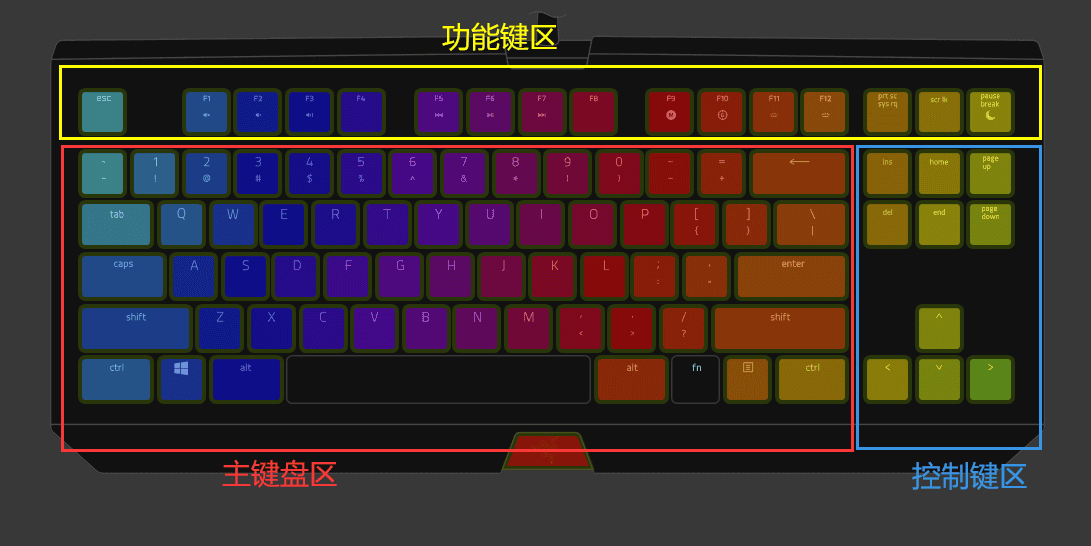 功能键区
esc F1 F2 F3 F4 F5 F6 F7 F8 F9 F10 F11 F12 prt sc scr lk pause
sys rq break
M G
~ 1 2 3 4 5 6 7 8 9 0 - = ins home page
up
! @ # $ % ^ & * ( ) +
tab Q W E R T Y U I O P [ ] \ del end page
down
{ } |
caps A S D F G H J K L ; ' enter
: "
shift Z X C V B N M , . / shift ^
< > ?
ctrl alt alt fn ctrl < v >
主键盘区
控制键区